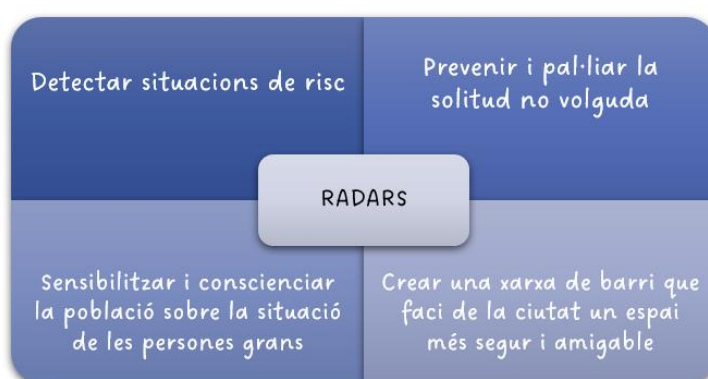 Detectar situacions de risc
Prevenir i pal·liar la
solitud no volguda
RADARS
Sensibilitzar i conscienciar
la població sobre la situació
de les persones grans
Crear una xarxa de barri que
faci de la ciutat un espai
més segur i amigable